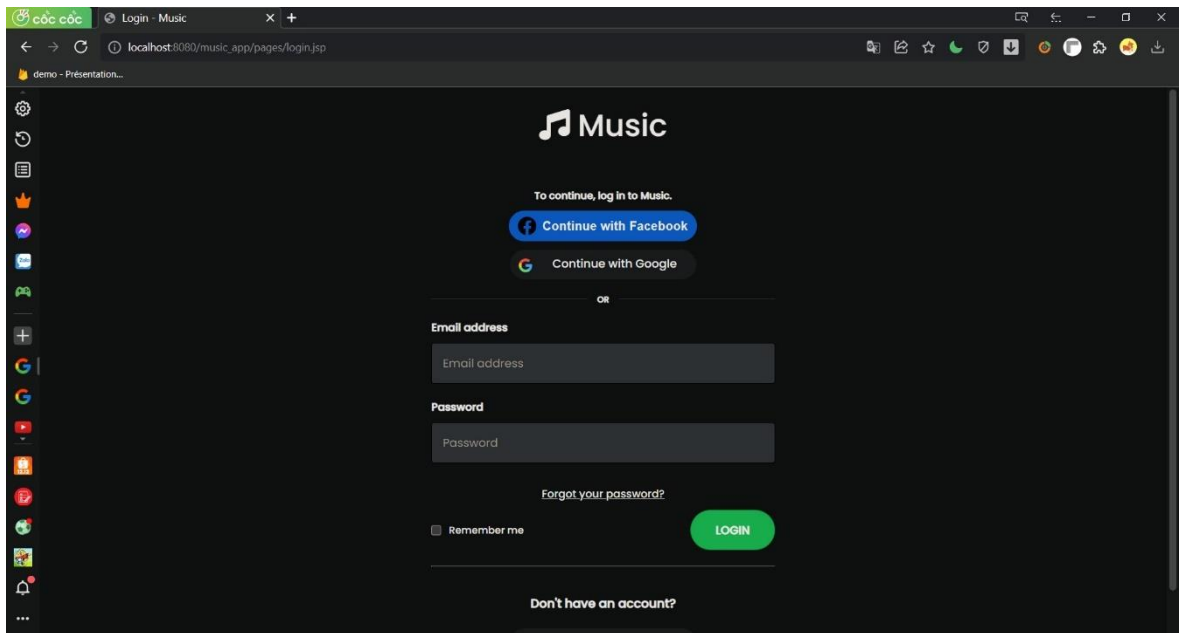 cốc cốc
Login - Music
localhost:8080/music_app/pages/login.jsp
demo - Présentation...
Music
To continue, log in to Music.
Continue with Facebook
Continue with Google
OR
Email address
Email address
Password
Password
Forgot your password?
Remember me
LOGIN
Don't have an account?